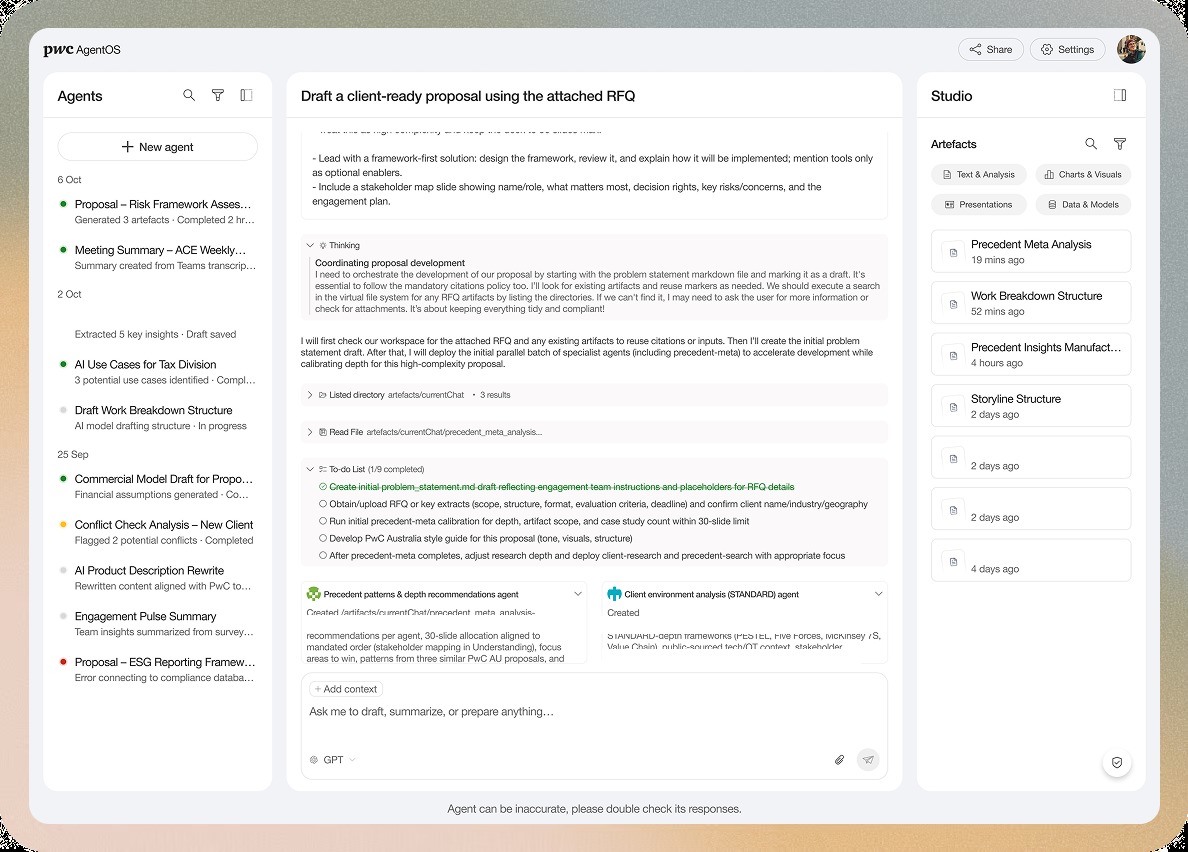 pwc AgentOS
Share
Settings
Agents
New agent
6 Oct
Proposal – Risk Framework Asses…
Generated 3 artefacts · Completed 2 hr…
Meeting Summary – ACE Weekly…
Summary created from Teams transcrip…
2 Oct
Extracted 5 key insights · Draft saved
AI Use Cases for Tax Division
3 potential use cases identified · Compl…
Draft Work Breakdown Structure
AI model drafting structure · In progress
25 Sep
Commercial Model Draft for Propo…
Financial assumptions generated · Co…
Conflict Check Analysis – New Client
Flagged 2 potential conflicts · Completed
AI Product Description Rewrite
Rewritten content aligned with PwC to…
Engagement Pulse Summary
Team insights summarized from survey…
Proposal – ESG Reporting Framew…
Error connecting to compliance databa…
Draft a client-ready proposal using the attached RFQ
- Lead with a framework-first solution: design the framework, review it, and explain how it will be implemented; mention tools only
as optional enablers.
- Include a stakeholder map slide showing name/role, what matters most, decision rights, key risks/concerns, and the
engagement plan.
Thinking
Coordinating proposal development
I need to orchestrate the development of our proposal by starting with the problem statement markdown file and marking it as a draft. It's
essential to follow the mandatory citations policy too. I'll look for existing artifacts and reuse markers as needed. We should execute a search
in the virtual file system for any RFQ artifacts by listing the directories. If we can't find it, I may need to ask the user for more information or
check for attachments. It's about keeping everything tidy and compliant!
I will first check our workspace for the attached RFQ and any existing artifacts to reuse citations or inputs. Then I'll create the initial problem
statement draft. After that, I will deploy the initial parallel batch of specialist agents (including precedent-meta) to accelerate development while
calibrating depth for this high-complexity proposal.
Listed directory artefacts/currentChat • 3 results
Read File artefacts/currentChat/precedent_meta_analysis...
To-do List (1/9 completed)
Create initial problem_statement.md draft reflecting engagement team instructions and placeholders for RFQ details
Obtain/upload RFQ or key extracts (scope, structure, format, evaluation criteria, deadline) and confirm client name/industry/geography
Run initial precedent-meta calibration for depth, artifact scope, and case study count within 30-slide limit
Develop PwC Australia style guide for this proposal (tone, visuals, structure)
After precedent-meta completes, adjust research depth and deploy client-research and precedent-search with appropriate focus
Precedent patterns & depth recommendations agent
Created /artifacts/currentChat/precedent_meta_analysis-
recommendations per agent, 30-slide allocation aligned to
mandated order (stakeholder mapping in Understanding), focus
areas to win, patterns from three similar PwC AU proposals, and
Client environment analysis (STANDARD) agent
Created
STANDARD-depth frameworks (PESTEL, Five Forces, McKinsey 7S,
Value Chain), public-sourced tech/OT context, stakeholder
+ Add context
Ask me to draft, summarize, or prepare anything…
GPT
Agent can be inaccurate, please double check its responses.
Studio
Artefacts
Text & Analysis
Charts & Visuals
Presentations
Data & Models
Precedent Meta Analysis
19 mins ago
Work Breakdown Structure
52 mins ago
Precedent Insights Manufact…
4 hours ago
Storyline Structure
2 days ago
2 days ago
2 days ago
4 days ago